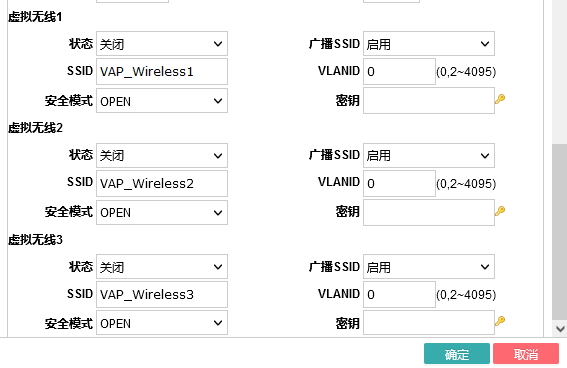 虚拟无线1
状态 关闭 广播SSID 启用
SSID VAP_Wireless1 VLANID 0 (0,2~4095)
安全模式 OPEN 密钥
虚拟无线2
状态 关闭 广播SSID 启用
SSID VAP_Wireless2 VLANID 0 (0,2~4095)
安全模式 OPEN 密钥
虚拟无线3
状态 关闭 广播SSID 启用
SSID VAP_Wireless3 VLANID 0 (0,2~4095)
安全模式 OPEN 密钥
确定 取消